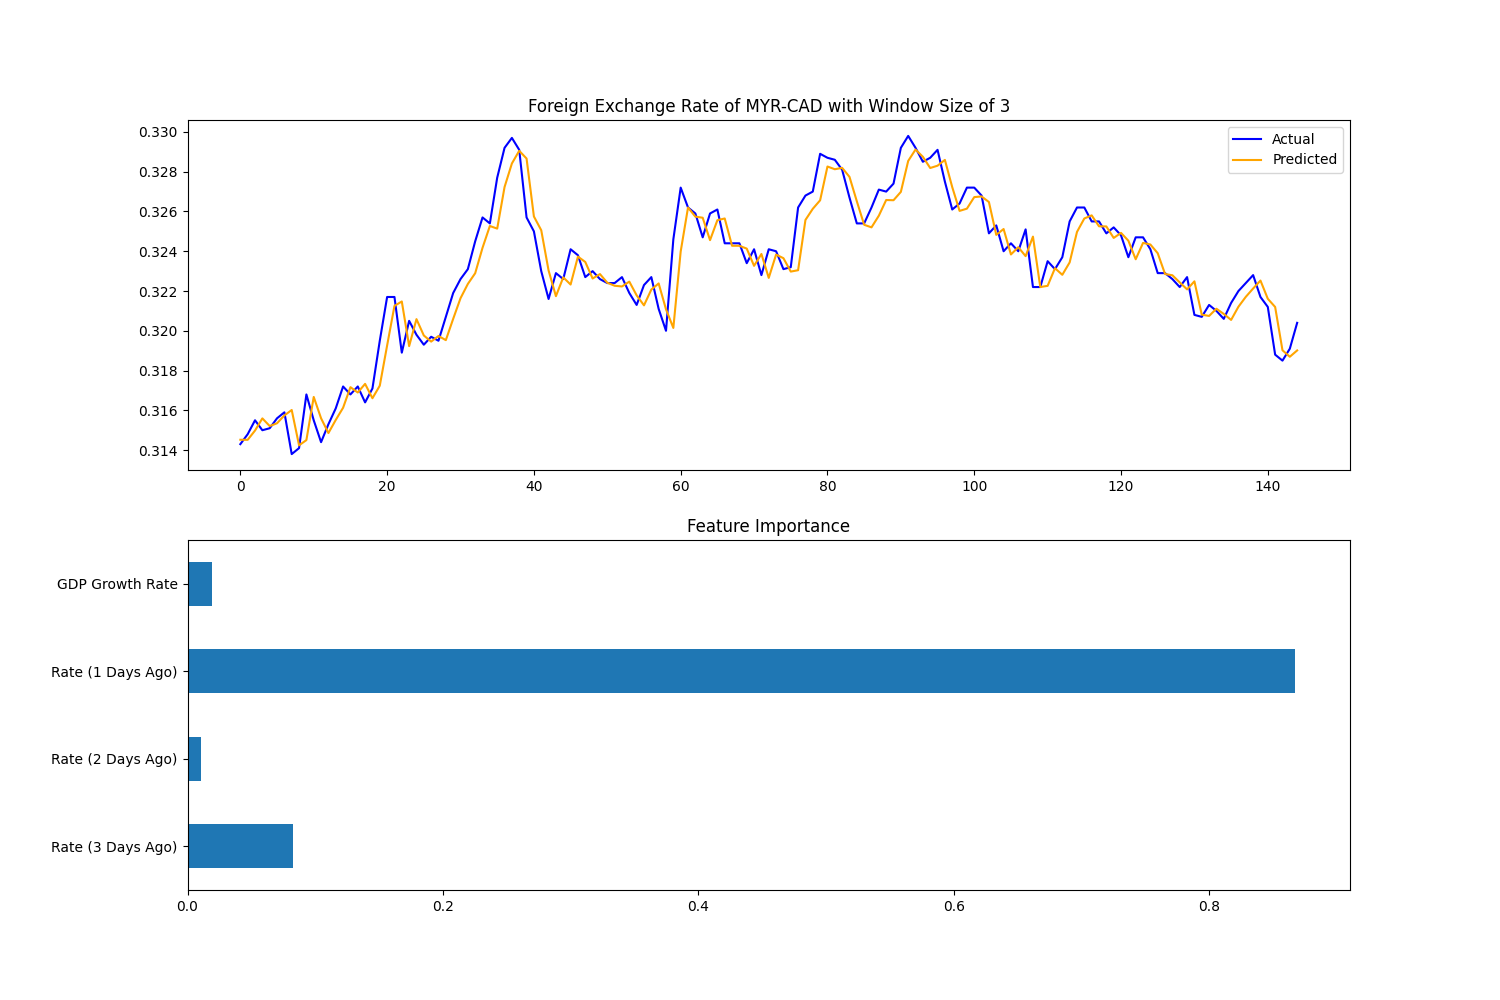 Foreign Exchange Rate of MYR-CAD with Window Size of 3
0.330
0.328
0.326
0.324
0.322
0.320
0.318
0.316
0.314
Actual
Predicted
0 20 40 60 80 100 120 140
Feature Importance
GDP Growth Rate
Rate (1 Days Ago)
Rate (2 Days Ago)
Rate (3 Days Ago)
0.0 0.2 0.4 0.6 0.8